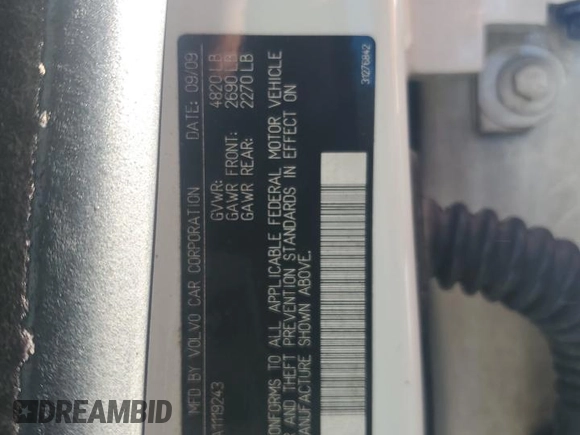 MFD BY VOLVO CAR CORPORATION DATE: 09/09
GVWR: 4820 LB
GAWR FRONT: 2690 LB
GAWR REAR: 2270 LB
A1119243
CONFORMS TO ALL APPLICABLE FEDERAL MOTOR VEHICLE
AND THEFT PREVENTION STANDARDS IN EFFECT ON
MANUFACTURE SHOWN ABOVE.
31276842
DREAMBID